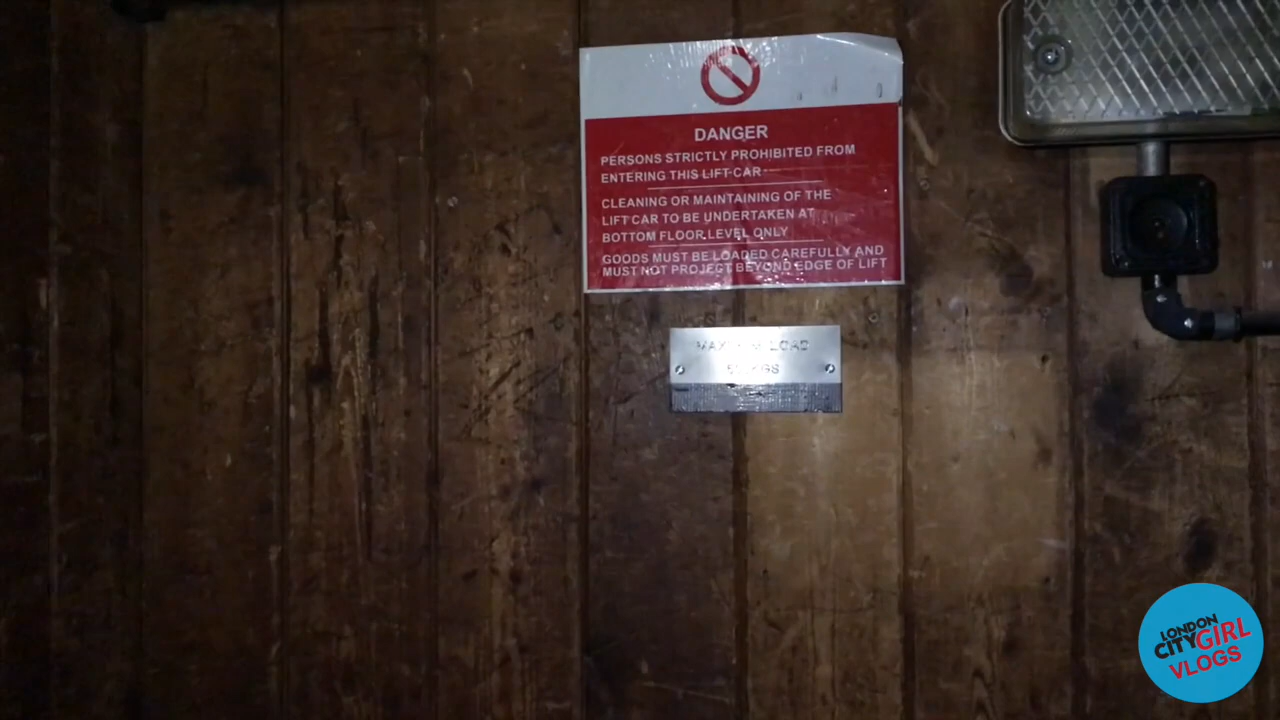 DANGER
PERSONS STRICTLY PROHIBITED FROM
ENTERING THIS LIFT CAR
CLEANING OR MAINTAINING OF THE
LIFT CAR TO BE UNDERTAKEN AT
BOTTOM FLOOR LEVEL ONLY
GOODS MUST BE LOADED CAREFULLY AND
MUST NOT PROJECT BEYOND EDGE OF LIFT
LOAD
LONDON
CITYGIRL
VLOGS